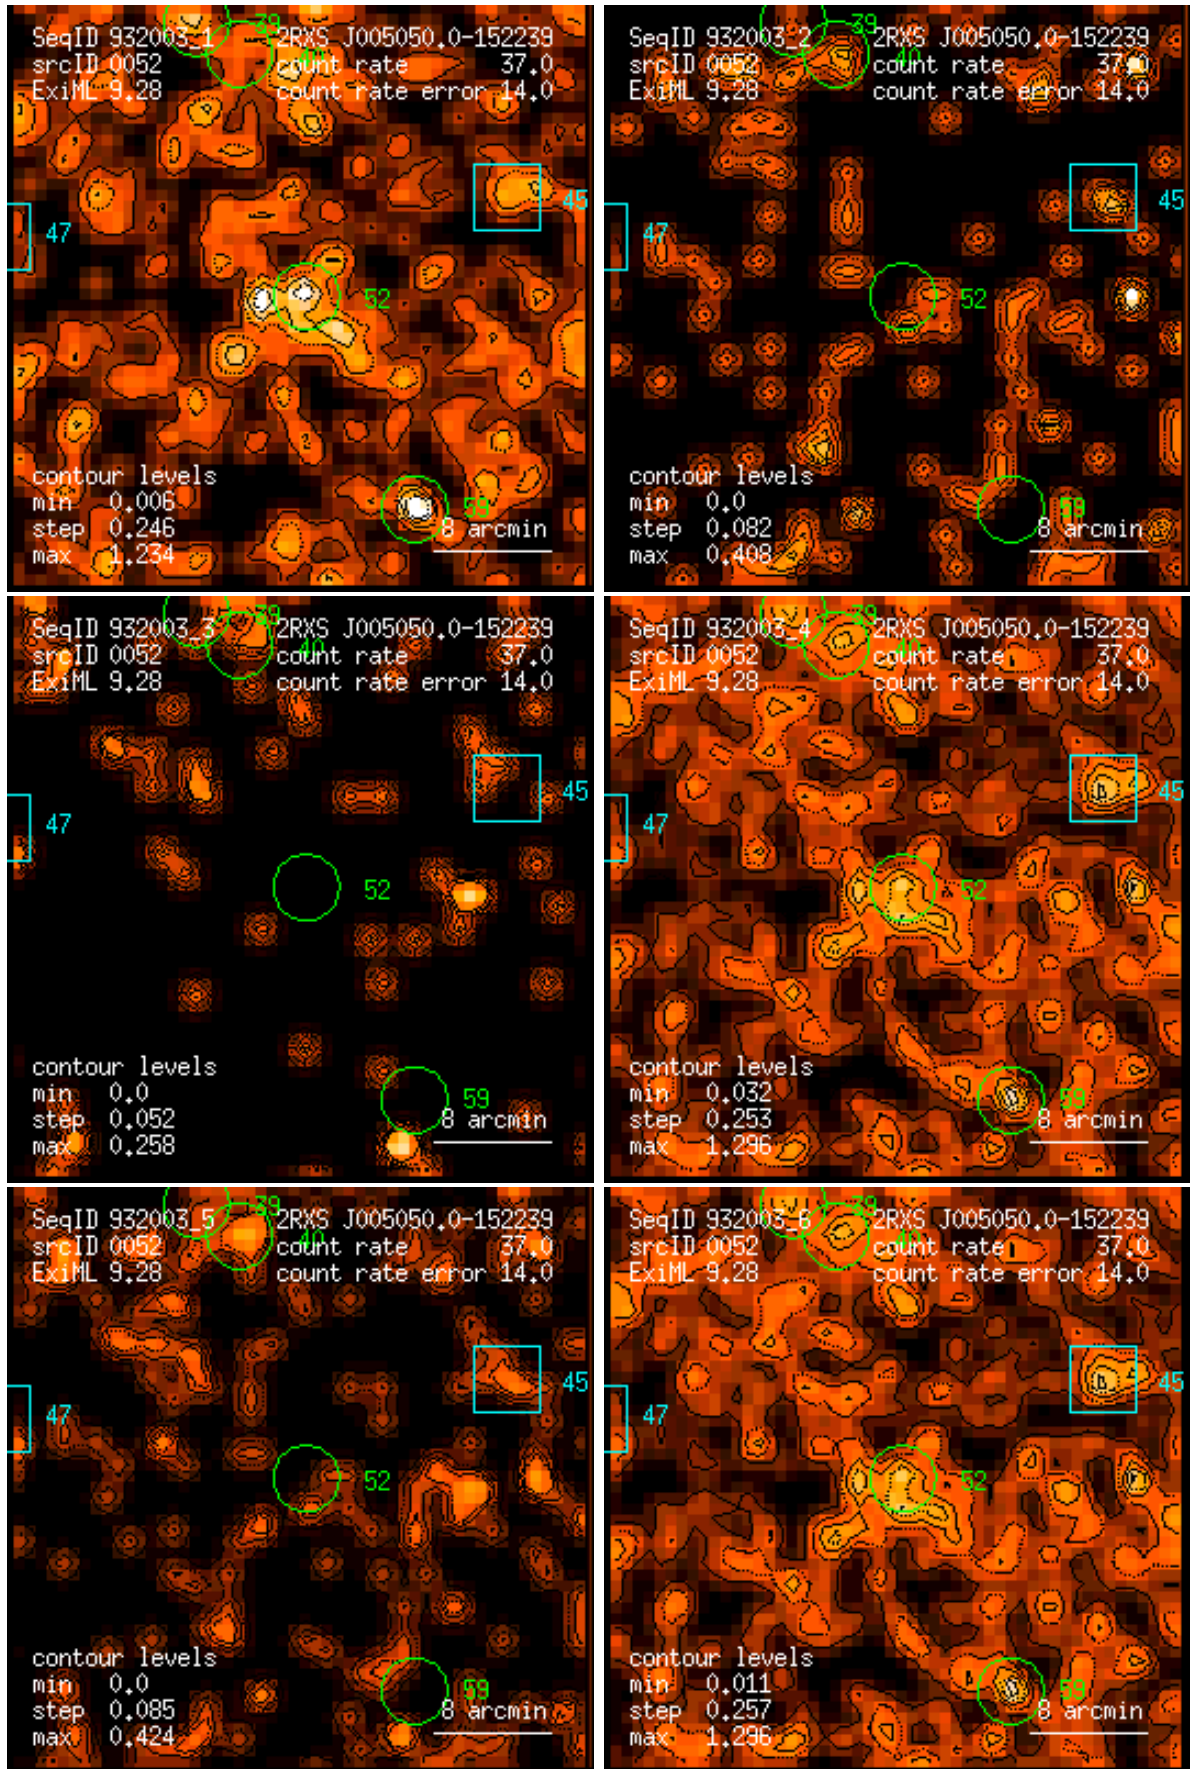 SeqID 932003_1 2RXS J005050.0-152239
srcID 0052 count rate 37.0
ExiML 9.28 count rate error 14.0
39
40
45
47
52
contour levels
min 0.006
step 0.246
max 1.234
59
8 arcmin
SeqID 932003_2 2RXS J005050.0-152239
srcID 0052 count rate 37.0
ExiML 9.28 count rate error 14.0
39
40
45
47
52
contour levels
min 0.0
step 0.082
max 0.408
59
8 arcmin
SeqID 932003_3 2RXS J005050.0-152239
srcID 0052 count rate 37.0
ExiML 9.28 count rate error 14.0
39
40
45
47
52
contour levels
min 0.0
step 0.052
max 0.258
59
8 arcmin
SeqID 932003_4 2RXS J005050.0-152239
srcID 0052 count rate 37.0
ExiML 9.28 count rate error 14.0
39
40
45
47
52
contour levels
min 0.032
step 0.253
max 1.296
59
8 arcmin
SeqID 932003_5 2RXS J005050.0-152239
srcID 0052 count rate 37.0
ExiML 9.28 count rate error 14.0
39
40
45
47
52
contour levels
min 0.0
step 0.085
max 0.424
59
8 arcmin
SeqID 932003_6 2RXS J005050.0-152239
srcID 0052 count rate 37.0
ExiML 9.28 count rate error 14.0
39
40
45
47
52
contour levels
min 0.011
step 0.257
max 1.296
59
8 arcmin